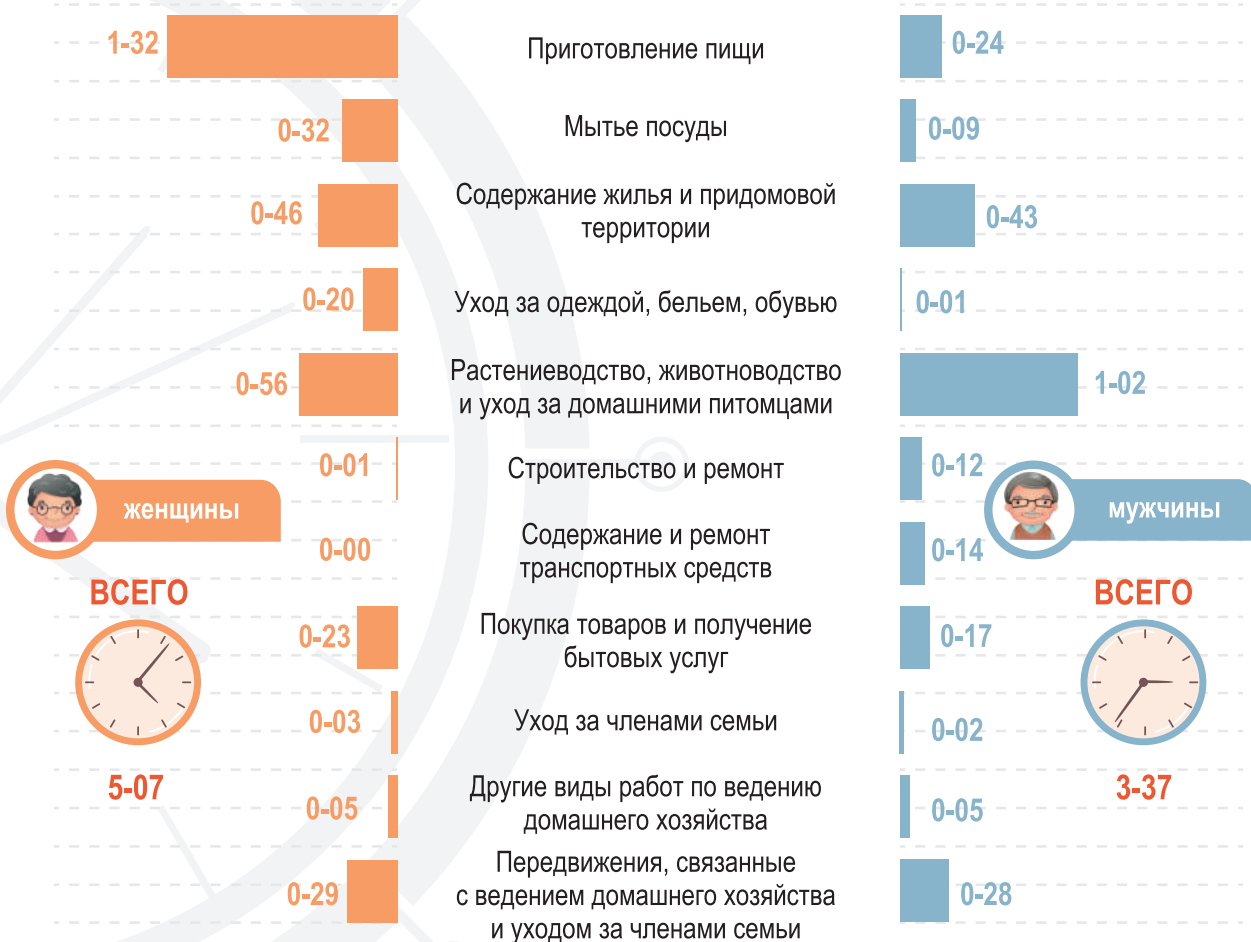 1-32
Приготовление пищи
0-24
0-32
Мытье посуды
0-09
0-46
Содержание жилья и придомовой
территории
0-43
0-20
Уход за одеждой, бельем, обувью
0-01
0-56
Растениеводство, животноводство
и уход за домашними питомцами
1-02
0-01
Строительство и ремонт
0-12
женщины
мужчины
0-00
Содержание и ремонт
транспортных средств
0-14
ВСЕГО
ВСЕГО
0-23
Покупка товаров и получение
бытовых услуг
0-17
0-03
Уход за членами семьи
0-02
5-07
3-37
0-05
Другие виды работ по ведению
домашнего хозяйства
0-05
0-29
Передвижения, связанные
с ведением домашнего хозяйства
и уходом за членами семьи
0-28